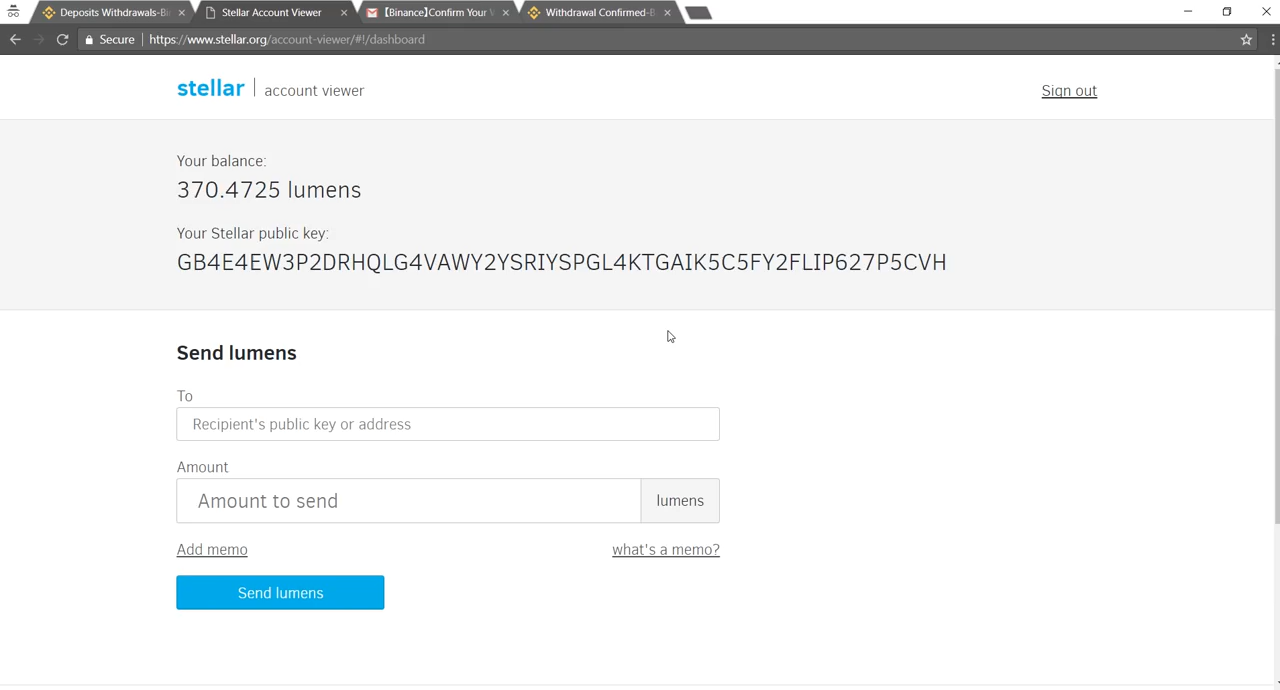 Deposits Withdrawals-Bi
Stellar Account Viewer
【Binance】Confirm Your
Withdrawal Confirmed-B
Secure
https://www.stellar.org/account-viewer/#!/dashboard
stellar
account viewer
Sign out
Your balance:
370.4725 lumens
Your Stellar public key:
GB4E4EW3P2DRHQLG4VAWY2YSRIYSPGL4KTGAIK5C5FY2FLIP627P5CVH
Send lumens
To
Recipient's public key or address
Amount
Amount to send
lumens
Add memo
what's a memo?
Send lumens